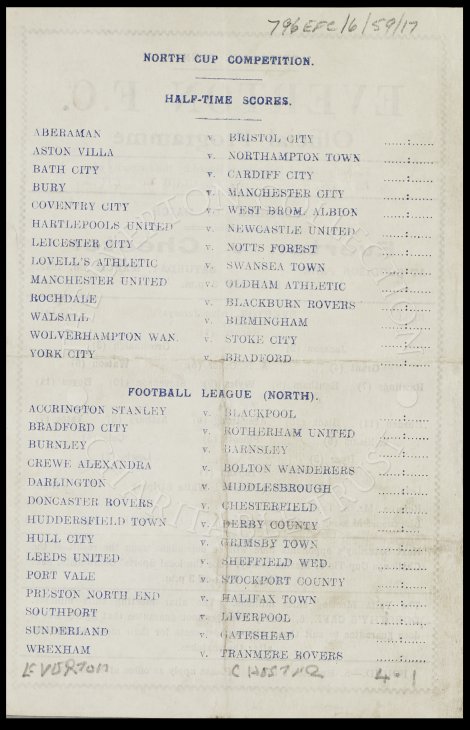 796EFC/6/59/17
NORTH CUP COMPETITION.
HALF-TIME SCORES.
ABERAMAN v. BRISTOL CITY ......:......
ASTON VILLA v. NORTHAMPTON TOWN ......:......
BATH CITY v. CARDIFF CITY ......:......
BURY v. MANCHESTER CITY ......:......
COVENTRY CITY v. WEST BROM. ALBION ......:......
HARTLEPOOLS UNITED v. NEWCASTLE UNITED ......:......
LEICESTER CITY v. NOTTS FOREST ......:......
LOVELL'S ATHLETIC v. SWANSEA TOWN ......:......
MANCHESTER UNITED v. OLDHAM ATHLETIC ......:......
ROCHDALE v. BLACKBURN ROVERS ......:......
WALSALL v. BIRMINGHAM ......:......
WOLVERHAMPTON WAN. v. STOKE CITY ......:......
YORK CITY v. BRADFORD ......:......
FOOTBALL LEAGUE (NORTH).
ACCRINGTON STANLEY v. BLACKPOOL ......:......
BRADFORD CITY v. ROTHERHAM UNITED ......:......
BURNLEY v. BARNSLEY ......:......
CREWE ALEXANDRA v. BOLTON WANDERERS ......:......
DARLINGTON v. MIDDLESBROUGH ......:......
DONCASTER ROVERS v. CHESTERFIELD ......:......
HUDDERSFIELD TOWN v. DERBY COUNTY ......:......
HULL CITY v. GRIMSBY TOWN ......:......
LEEDS UNITED v. SHEFFIELD WED. ......:......
PORT VALE v. STOCKPORT COUNTY ......:......
PRESTON NORTH END v. HALIFAX TOWN ......:......
SOUTHPORT v. LIVERPOOL ......:......
SUNDERLAND v. GATESHEAD ......:......
WREXHAM v. TRANMERE ROVERS ......:......
EVERTON CHESTER 4-1